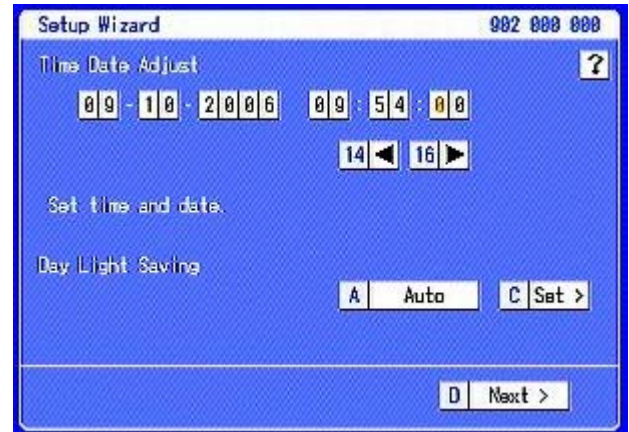 Setup Wizard 902 000 000
Time Date Adjust ?
09-10-2006 09:54:00
14 ◀ 16 ▶
Set time and date.
Day Light Saving
A Auto C Set >
D Next >